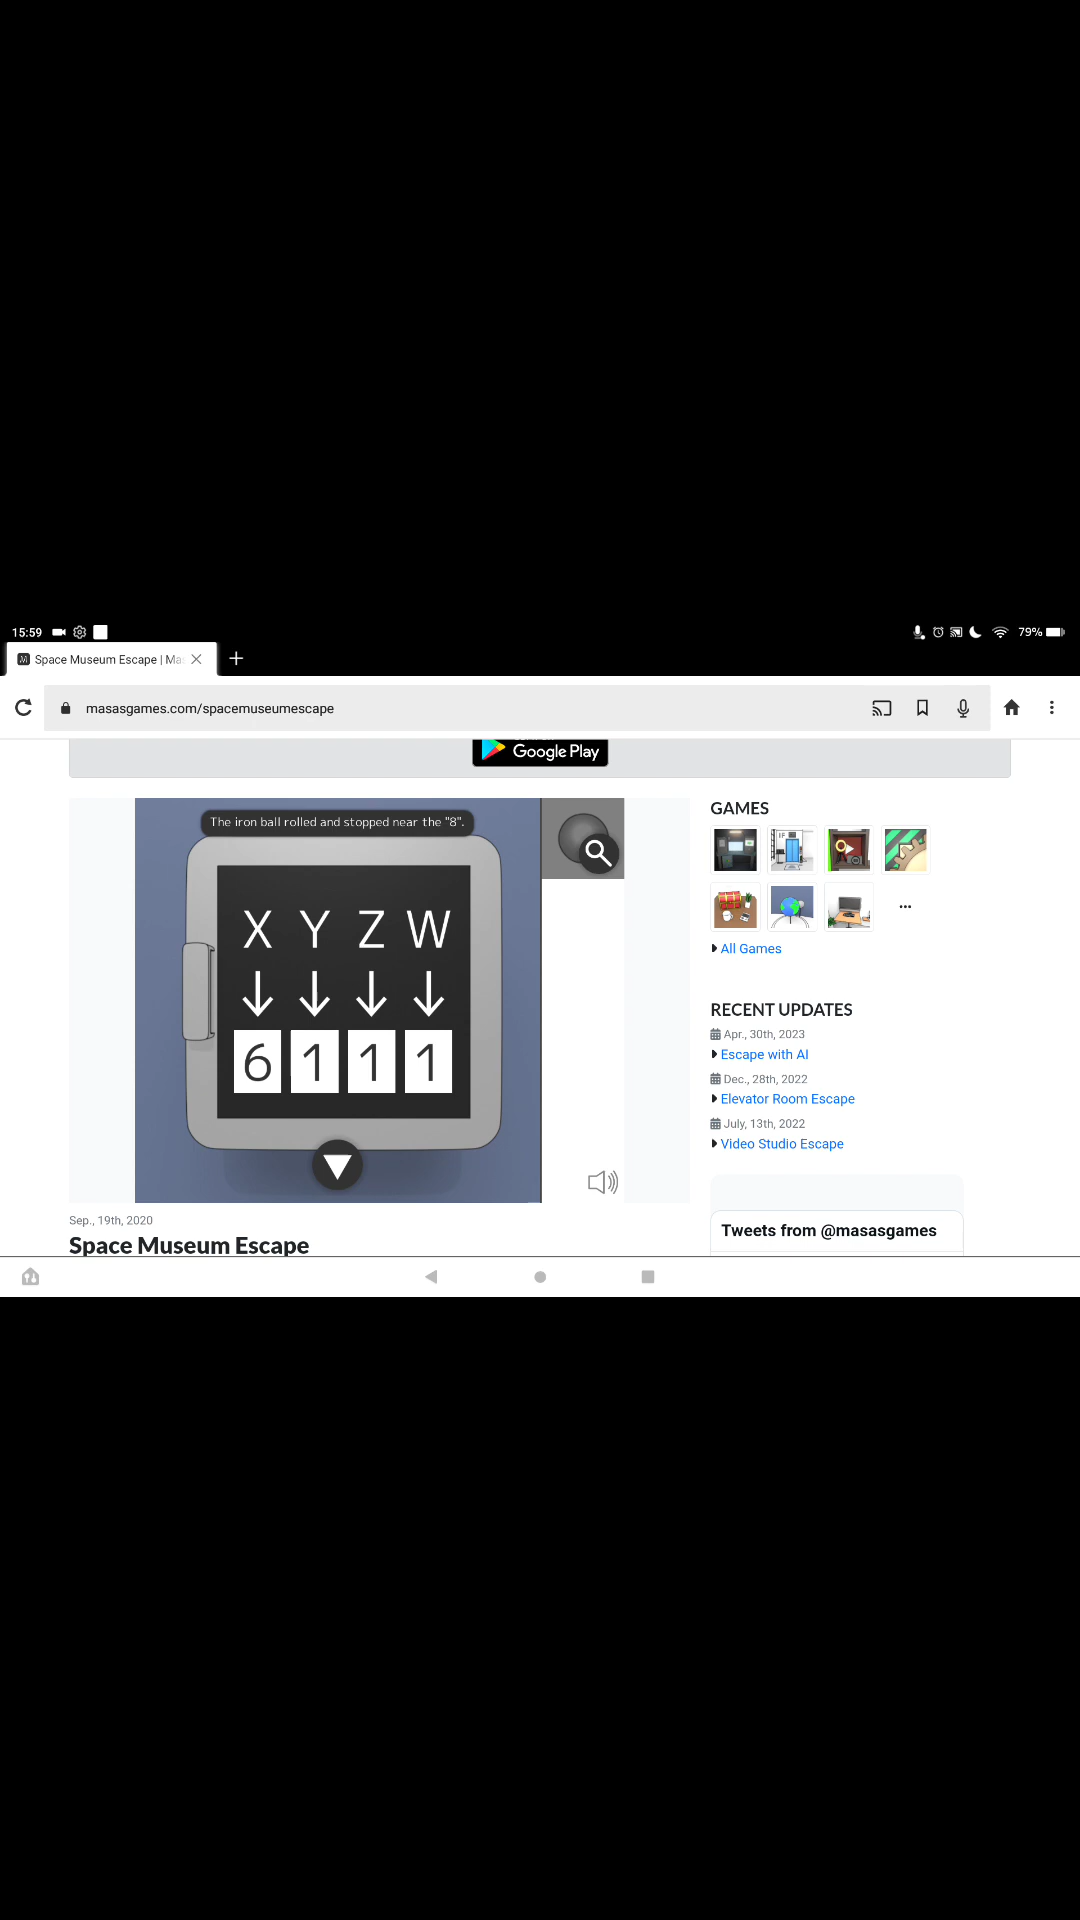 15:59
79%
Space Museum Escape | Ma
masasgames.com/spacemuseumescape
Google Play
The iron ball rolled and stopped near the "8".
X Y Z W
↓ ↓ ↓ ↓
6 1 1 1
Sep., 19th, 2020
Space Museum Escape
GAMES
1F
...
All Games
RECENT UPDATES
Apr., 30th, 2023
Escape with AI
Dec., 28th, 2022
Elevator Room Escape
July, 13th, 2022
Video Studio Escape
Tweets from @masasgames